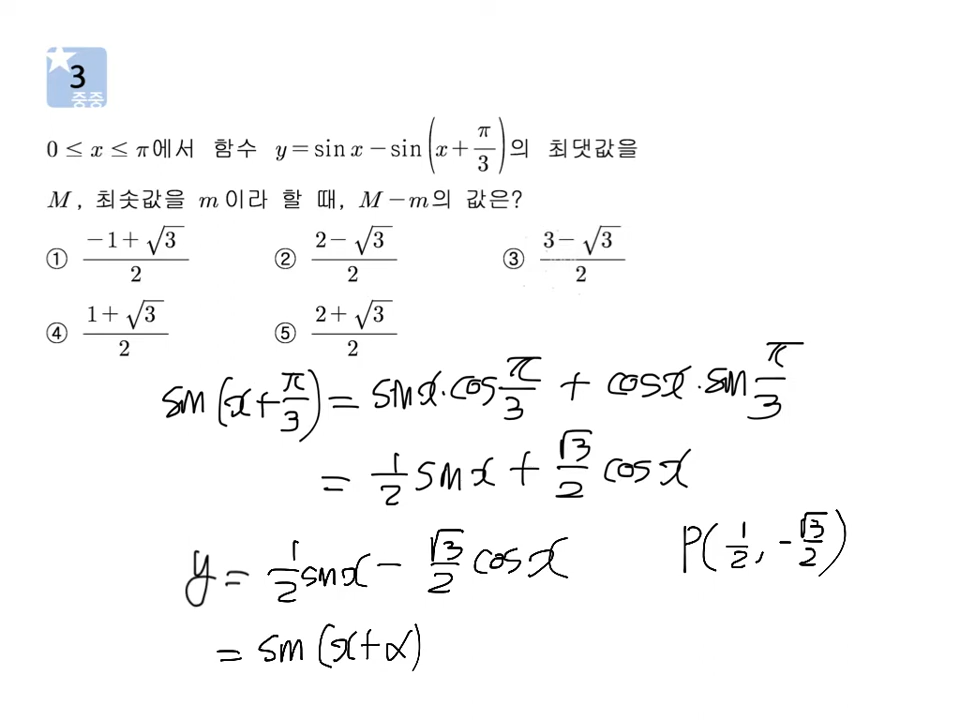 3
중중
0 ≤ x ≤ π에서 함수 y = sin x − sin(x + π/3)의 최댓값을
M, 최솟값을 m이라 할 때, M − m의 값은?
① (−1 + √3)/2 ② (2 − √3)/2 ③ (3 − √3)/2
④ (1 + √3)/2 ⑤ (2 + √3)/2
sin(x + π/3) = sin x · cos π/3 + cos x · sin π/3
= 1/2 sin x + √3/2 cos x
y = 1/2 sin x − √3/2 cos x P(1/2, −√3/2)
= sin(x + α)